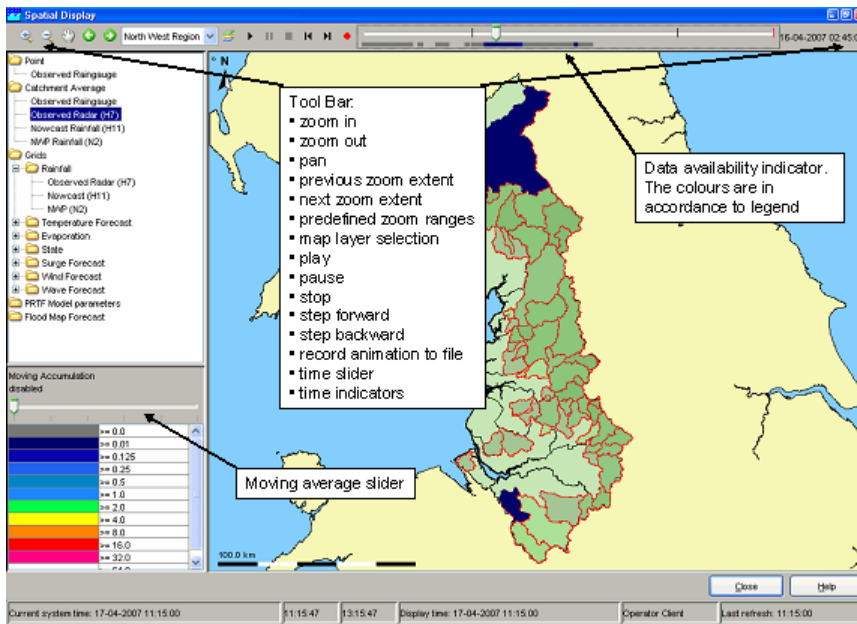 Spatial Display
North West Region
16-04-2007 02:45:0
Point
Observed Raingauge
Catchment Average
Observed Raingauge
Observed Radar (H7)
Nowcast Rainfall (H11)
NWP Rainfall (N2)
Grids
Rainfall
Observed Radar (H7)
Nowcast (H11)
NWP (N2)
Temperature Forecast
Evaporation
State
Surge Forecast
Wind Forecast
Wave Forecast
PRTF Model parameters
Flood Map Forecast
Moving Accumulation
disabled
>= 0.0
>= 0.01
>= 0.125
>= 0.25
>= 0.5
>= 1.0
>= 2.0
>= 4.0
>= 8.0
>= 16.0
>= 32.0
N
Tool Bar:
▪ zoom in
▪ zoom out
▪ pan
▪ previous zoom extent
▪ next zoom extent
▪ predefined zoom ranges
▪ map layer selection
▪ play
▪ pause
▪ stop
▪ step forward
▪ step backward
▪ record animation to file
▪ time slider
▪ time indicators
Data availability indicator.
The colours are in
accordance to legend
Moving average slider
100.0 km
Close
Help
Current system time: 17-04-2007 11:15:00
11:15:47
13:15:47
Display time: 17-04-2007 11:15:00
Operator Client
Last refresh: 11:15:00